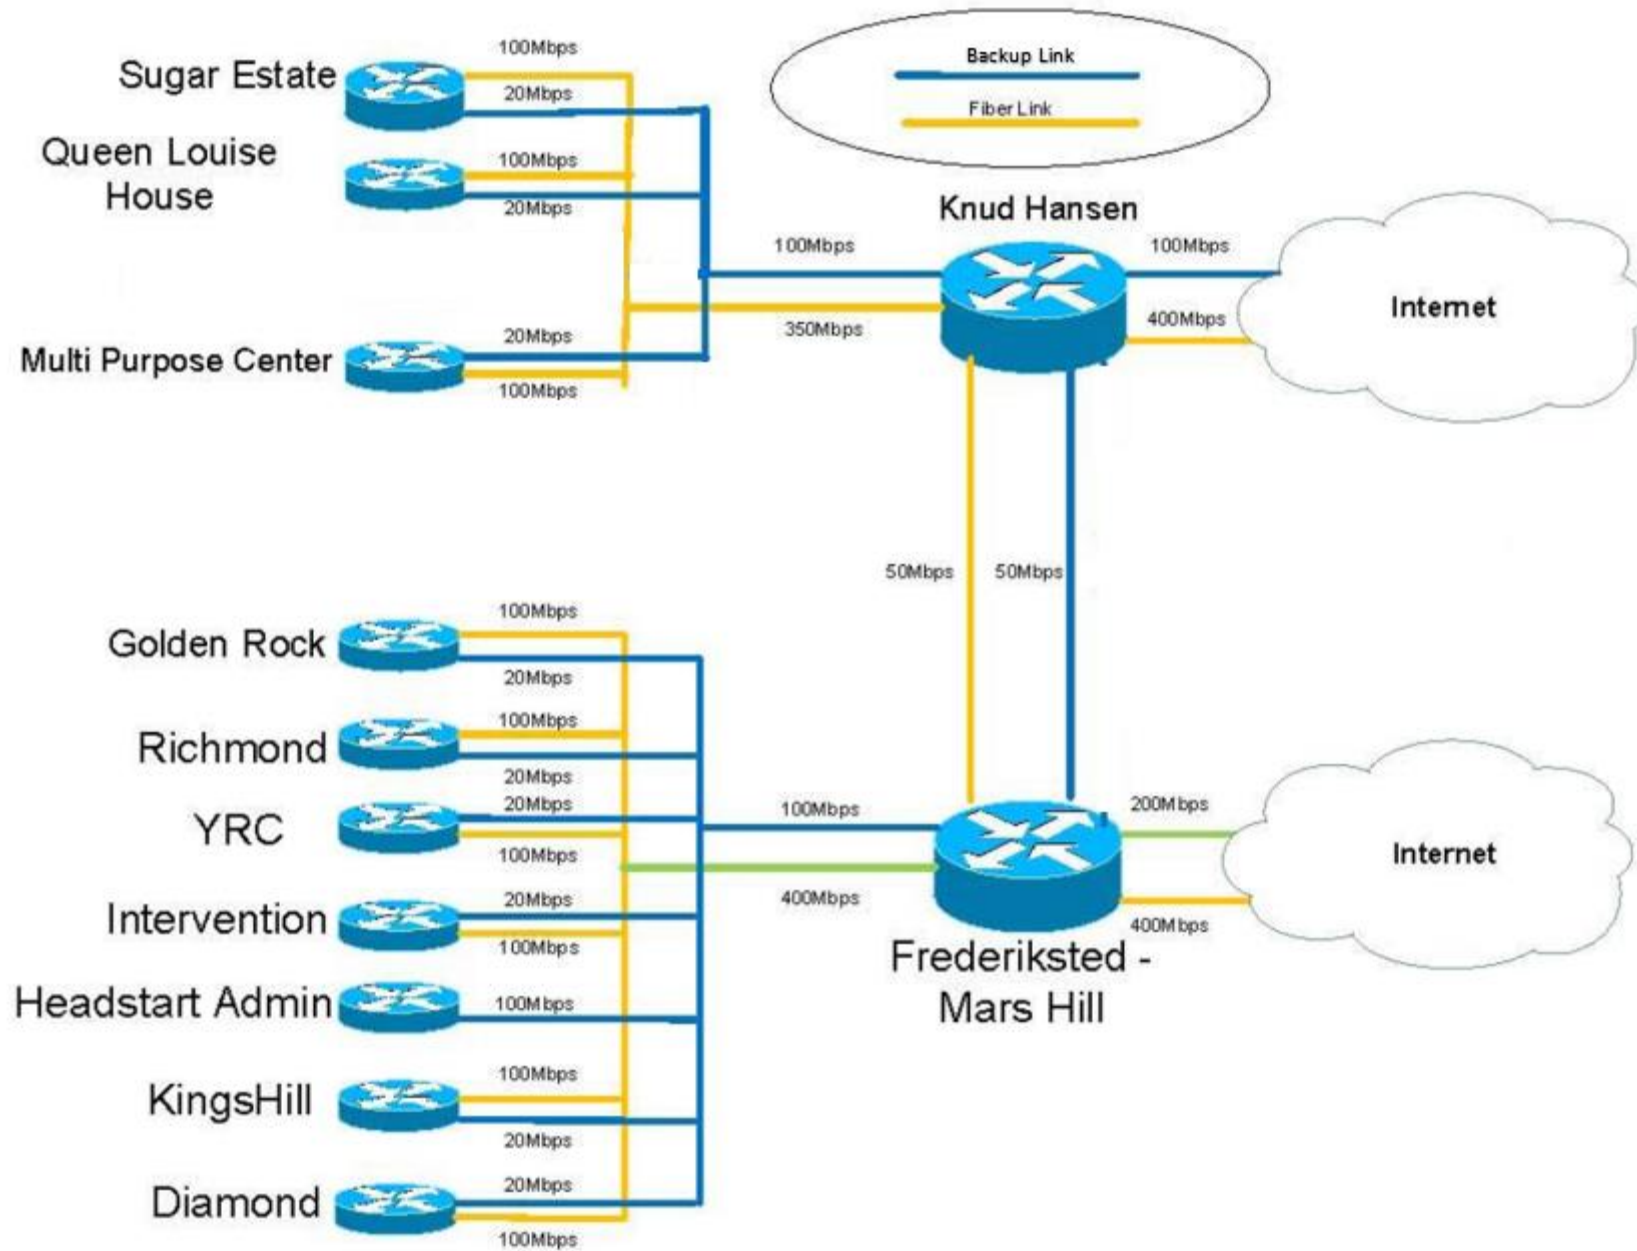 Backup Link
Fiber Link
Sugar Estate
100Mbps
20Mbps
Queen Louise
House
100Mbps
20Mbps
Multi Purpose Center
20Mbps
100Mbps
Knud Hansen
100Mbps
350Mbps
100Mbps
400Mbps
Internet
50Mbps
50Mbps
Golden Rock
100Mbps
20Mbps
Richmond
100Mbps
20Mbps
YRC
20Mbps
100Mbps
Intervention
20Mbps
100Mbps
Headstart Admin
100Mbps
KingsHill
100Mbps
20Mbps
Diamond
20Mbps
100Mbps
100Mbps
400Mbps
Frederiksted -
Mars Hill
200Mbps
400Mbps
Internet